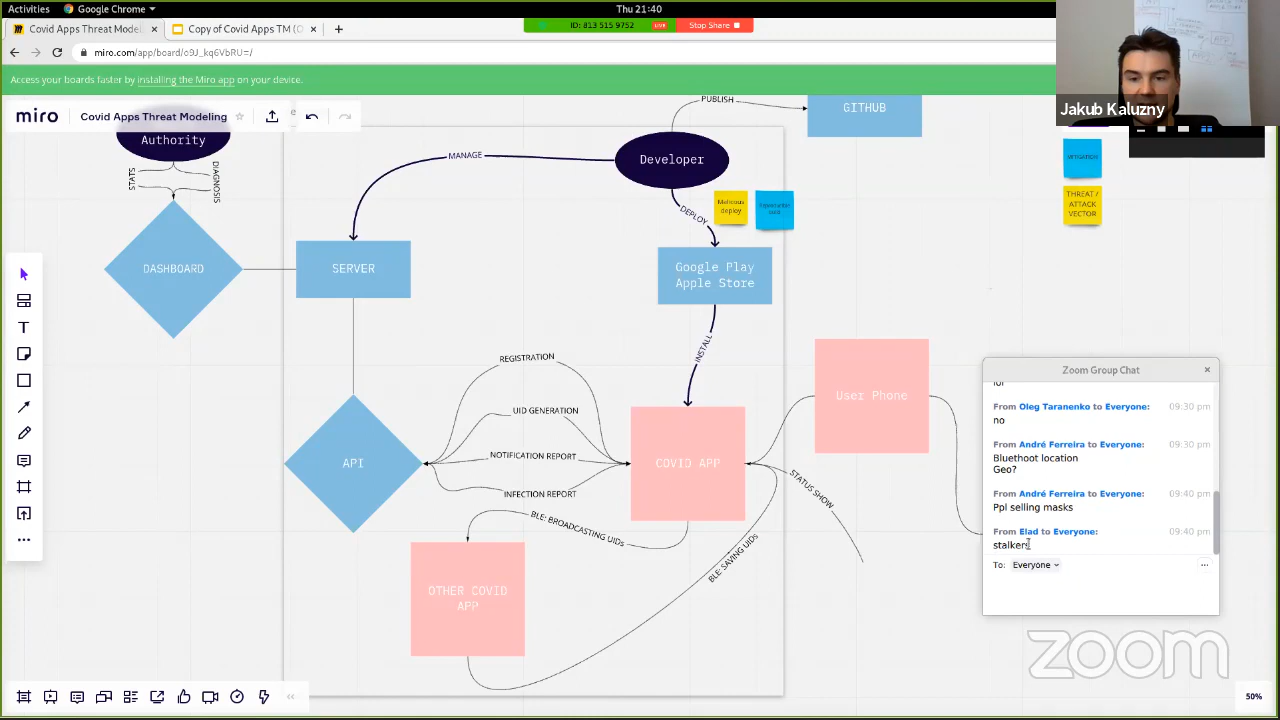 Activities
Google Chrome
Thu 21:40
Covid Apps Threat Mode
Copy of Covid Apps TM (O
ID: 813 515 9752
LIVE
Stop Share
miro.com/app/board/o9J_kq6VbRU=/
Access your boards faster by installing the Miro app on your device.
Jakub Kaluzny
miro
Covid Apps Threat Modeling
Authority
STATS
DIAGNOSIS
DASHBOARD
MANAGE
SERVER
Developer
PUBLISH
GITHUB
DEPLOY
Malicious
deploy
Google Play
Apple Store
INSTALL
MITIGATION
THREAT /
ATTACK
VECTOR
REGISTRATION
UID GENERATION
NOTIFICATION REPORT
INFECTION REPORT
API
COVID APP
User Phone
STATUS SHOW
BLE: BROADCASTING UIDS
BLE: SAVING UIDS
OTHER COVID
APP
Zoom Group Chat
lol
From Oleg Taranenko to Everyone: 09:30 pm
no
From André Ferreira to Everyone: 09:30 pm
Bluethoot location
Geo?
From André Ferreira to Everyone: 09:40 pm
Ppl selling masks
From Elad to Everyone: 09:40 pm
stalkers
To: Everyone
zoom
50%